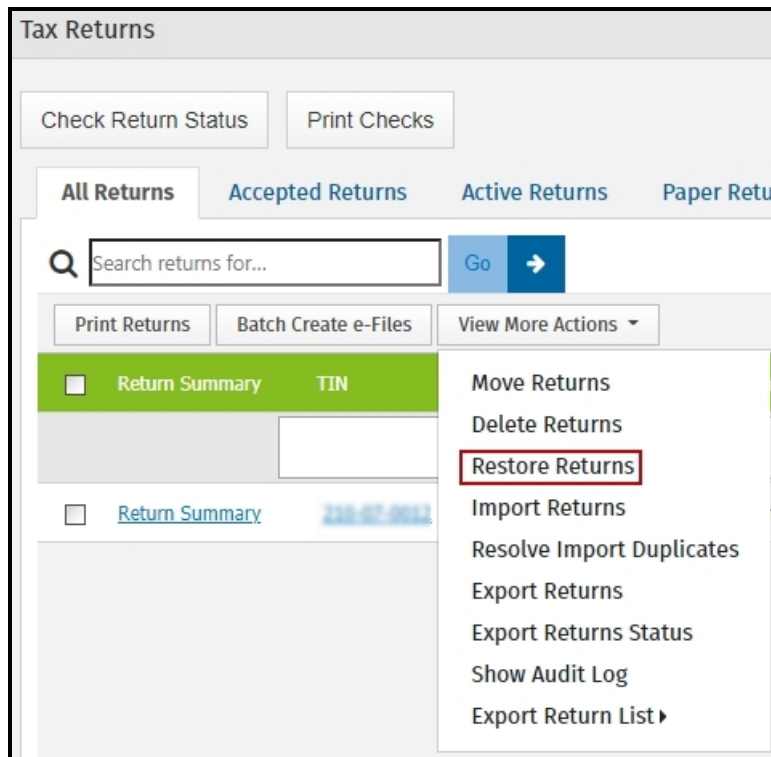 Tax Returns
Check Return Status Print Checks
All Returns Accepted Returns Active Returns Paper Retu
Search returns for... Go
Print Returns Batch Create e-Files View More Actions
Return Summary TIN
Move Returns
Delete Returns
Restore Returns
Import Returns
Return Summary
Resolve Import Duplicates
Export Returns
Export Returns Status
Show Audit Log
Export Return List